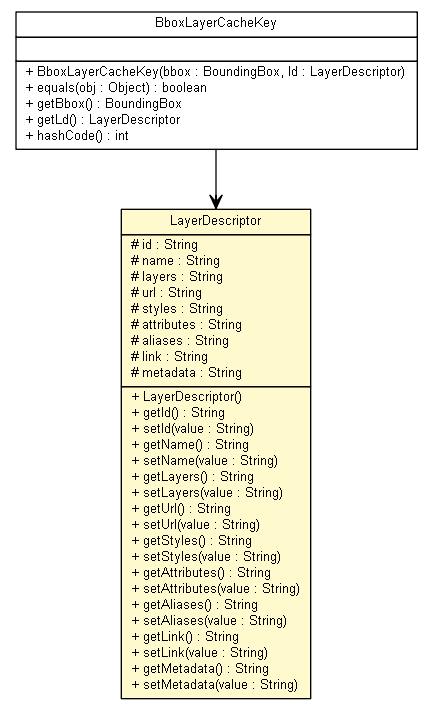 BboxLayerCacheKey
+ BboxLayerCacheKey(bbox : BoundingBox, ld : LayerDescriptor)
+ equals(obj : Object) : boolean
+ getBbox() : BoundingBox
+ getLd() : LayerDescriptor
+ hashCode() : int
LayerDescriptor
# id : String
# name : String
# layers : String
# url : String
# styles : String
# attributes : String
# aliases : String
# link : String
# metadata : String
+ LayerDescriptor()
+ getId() : String
+ setId(value : String)
+ getName() : String
+ setName(value : String)
+ getLayers() : String
+ setLayers(value : String)
+ getUrl() : String
+ setUrl(value : String)
+ getStyles() : String
+ setStyles(value : String)
+ getAttributes() : String
+ setAttributes(value : String)
+ getAliases() : String
+ setAliases(value : String)
+ getLink() : String
+ setLink(value : String)
+ getMetadata() : String
+ setMetadata(value : String)